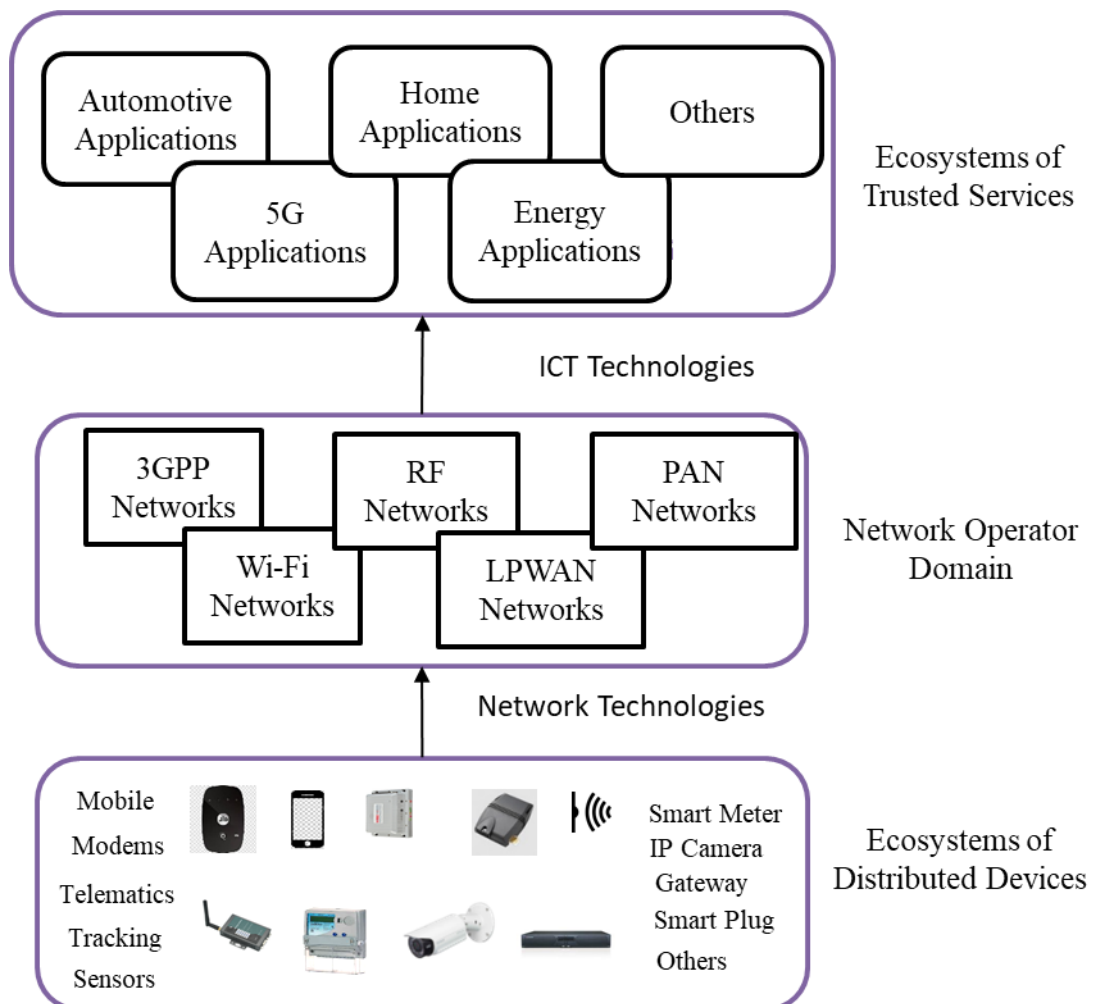 Automotive
Applications
Home
Applications
Others
5G
Applications
Energy
Applications
Ecosystems of
Trusted Services
ICT Technologies
3GPP
Networks
RF
Networks
PAN
Networks
Wi-Fi
Networks
LPWAN
Networks
Network Operator
Domain
Network Technologies
Mobile
Modems
Telematics
Tracking
Sensors
Smart Meter
IP Camera
Gateway
Smart Plug
Others
Ecosystems of
Distributed Devices